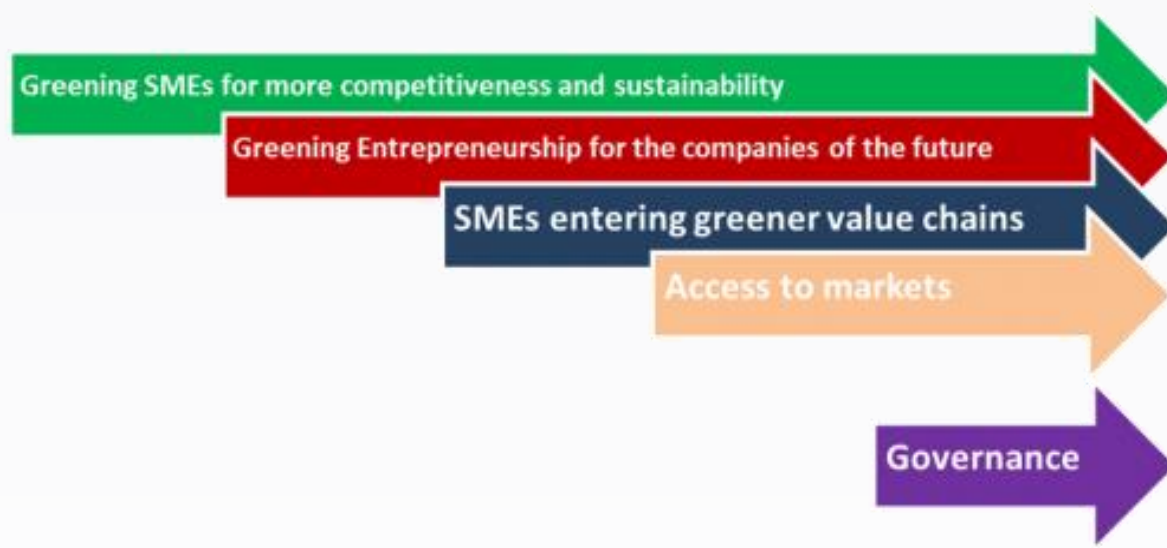 Greening SMEs for more competitiveness and sustainability
Greening Entrepreneurship for the companies of the future
SMEs entering greener value chains
Access to markets
Governance